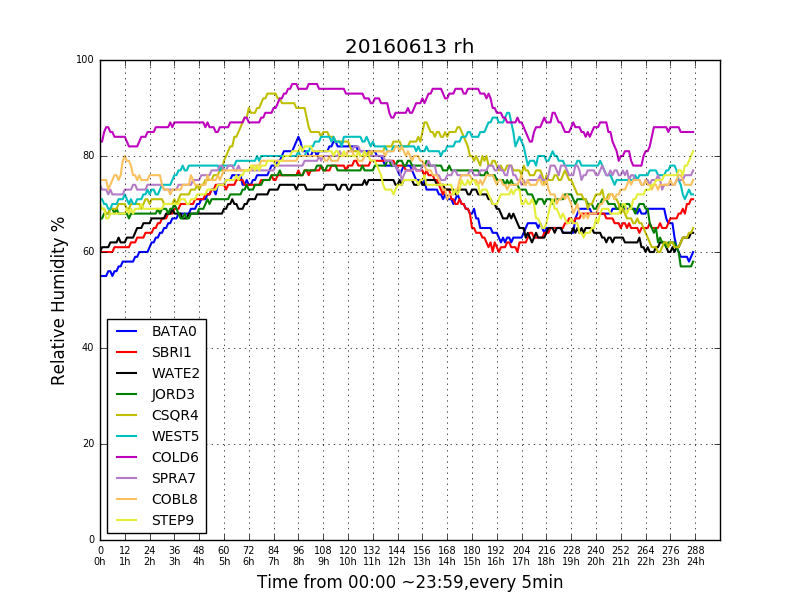 20160613 rh
100
80
60
40
20
0
Relative Humidity %
BATA0
SBRI1
WATE2
JORD3
CSQR4
WEST5
COLD6
SPRA7
COBL8
STEP9
0 12 24 36 48 60 72 84 96 108 120 132 144 156 168 180 192 204 216 228 240 252 264 276 288
0h 1h 2h 3h 4h 5h 6h 7h 8h 9h 10h 11h 12h 13h 14h 15h 16h 17h 18h 19h 20h 21h 22h 23h 24h
Time from 00:00 ~23:59,every 5min